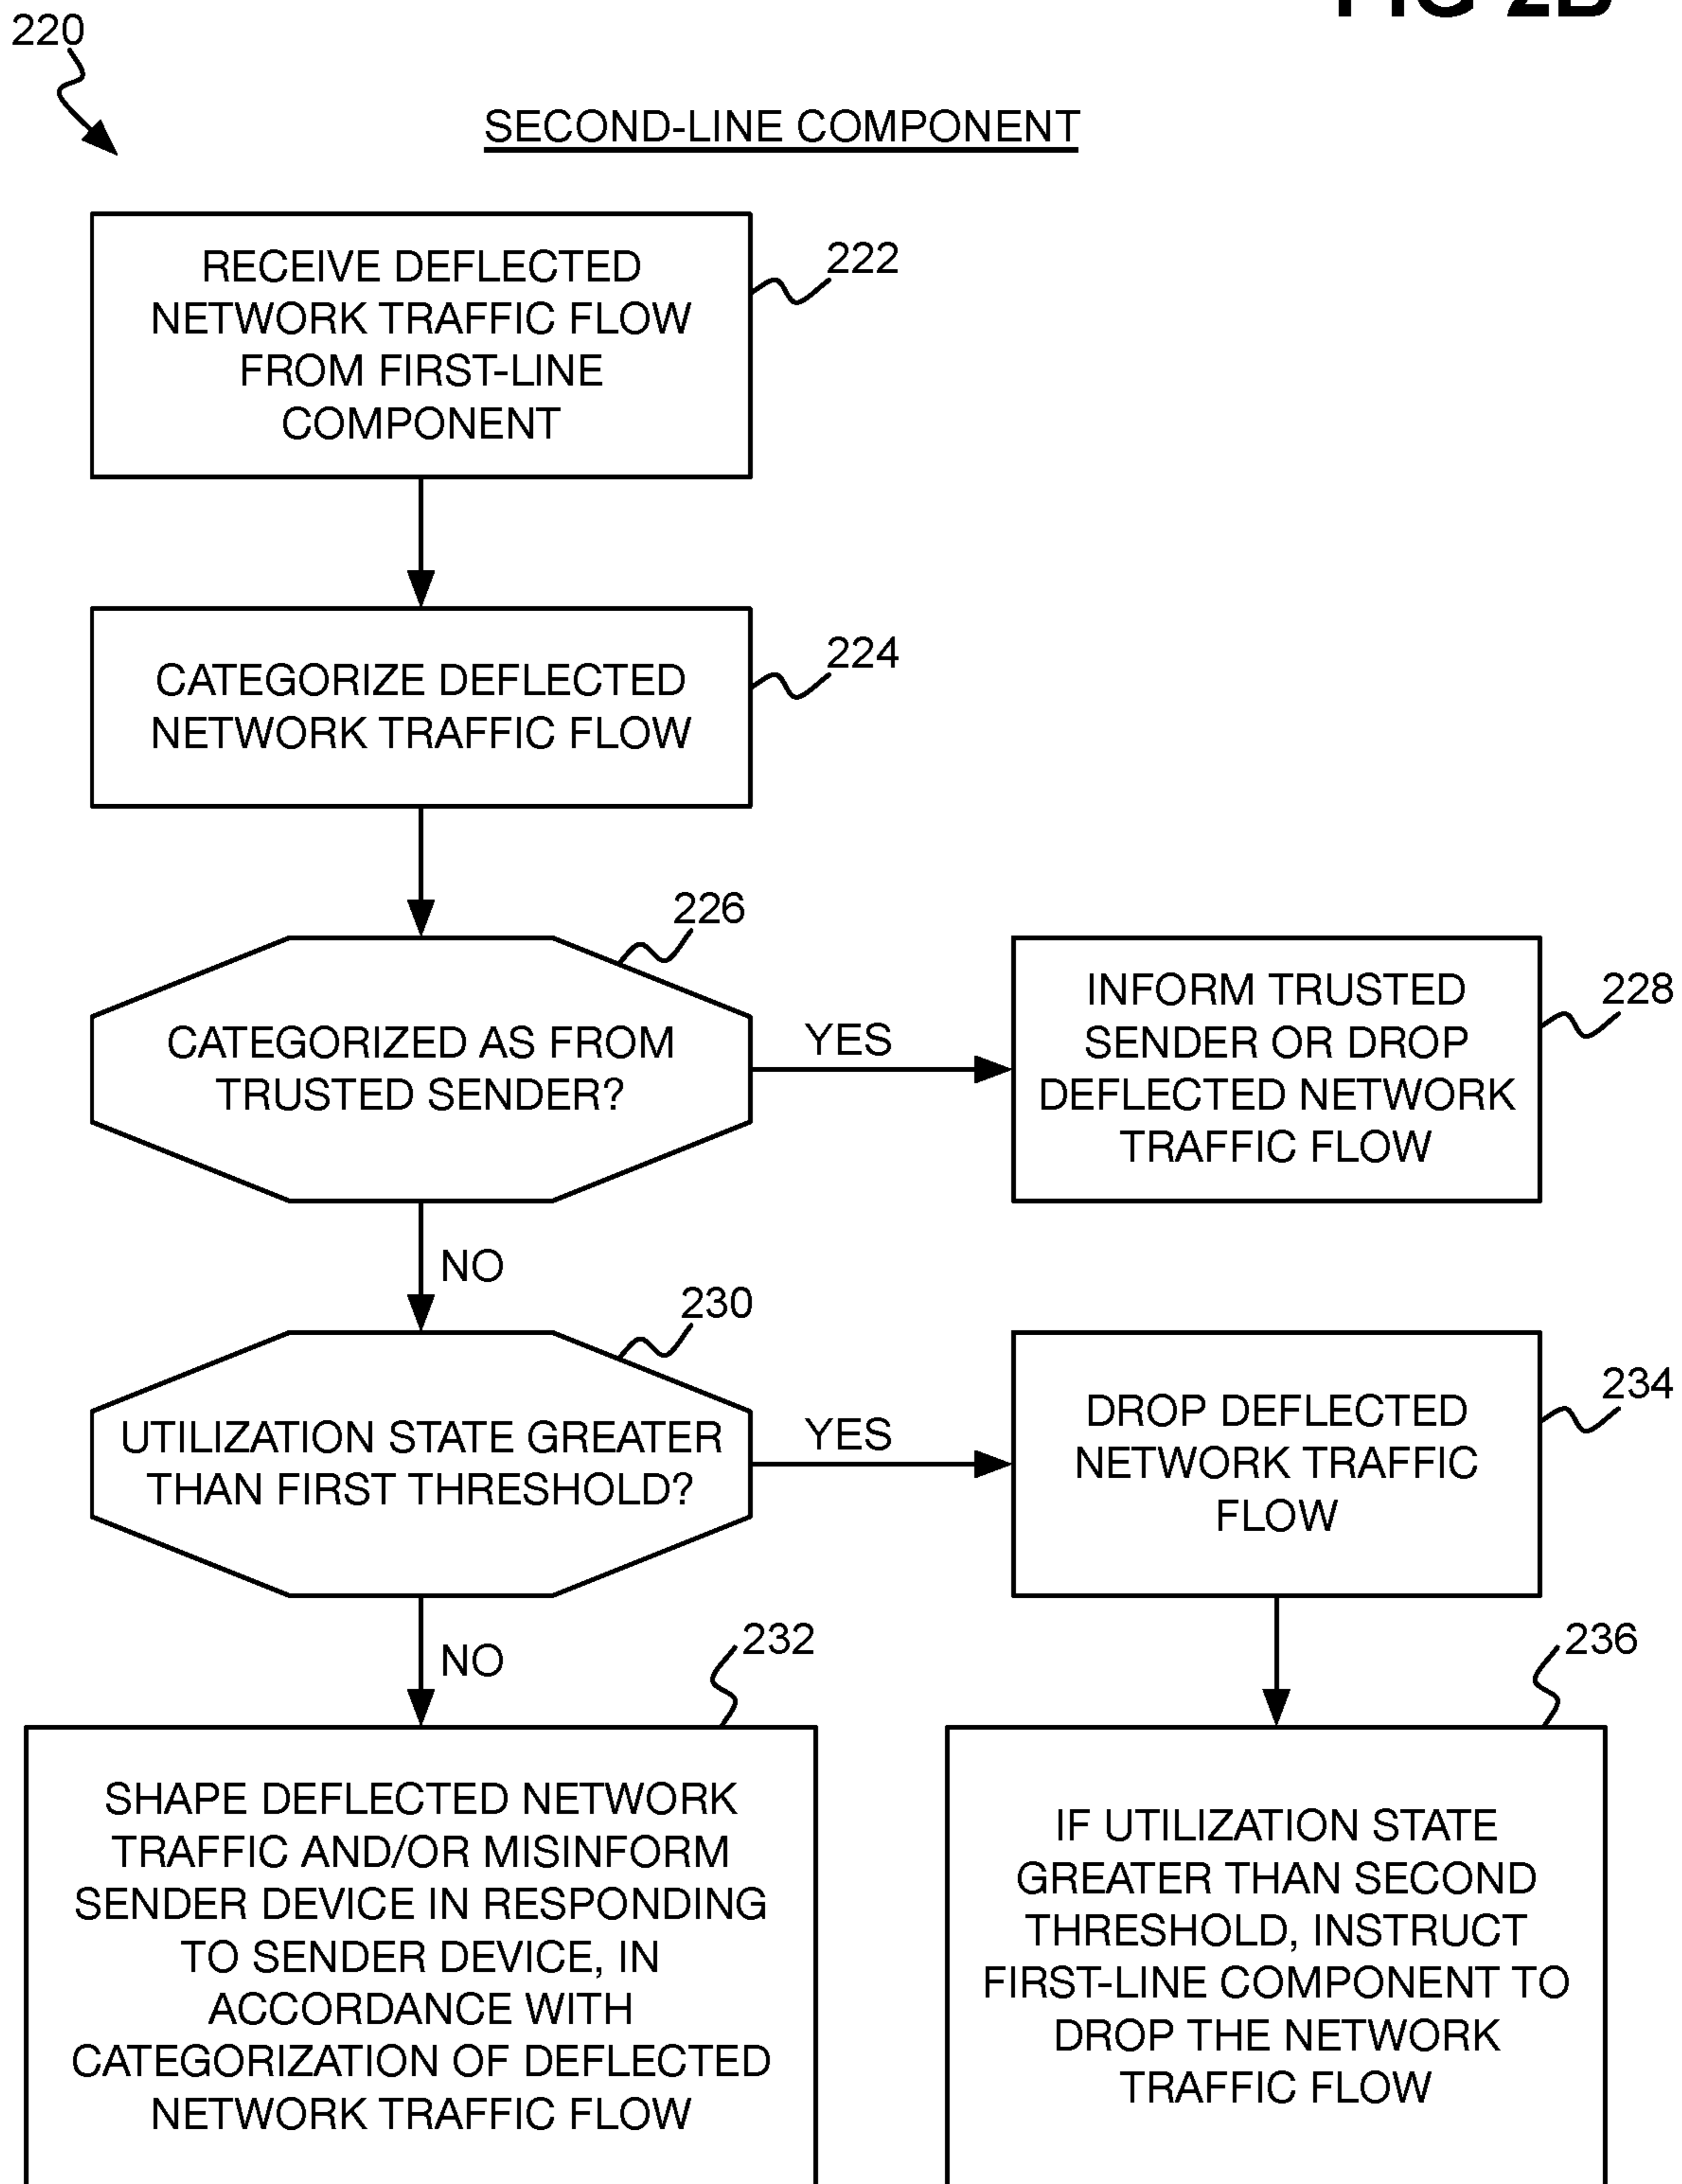 FIG 2B
220
SECOND-LINE COMPONENT
RECEIVE DEFLECTED
NETWORK TRAFFIC FLOW
FROM FIRST-LINE
COMPONENT
222
CATEGORIZE DEFLECTED
NETWORK TRAFFIC FLOW
224
226
CATEGORIZED AS FROM
TRUSTED SENDER?
YES
INFORM TRUSTED
SENDER OR DROP
DEFLECTED NETWORK
TRAFFIC FLOW
228
NO
230
UTILIZATION STATE GREATER
THAN FIRST THRESHOLD?
YES
DROP DEFLECTED
NETWORK TRAFFIC
FLOW
234
NO
232
SHAPE DEFLECTED NETWORK
TRAFFIC AND/OR MISINFORM
SENDER DEVICE IN RESPONDING
TO SENDER DEVICE, IN
ACCORDANCE WITH
CATEGORIZATION OF DEFLECTED
NETWORK TRAFFIC FLOW
236
IF UTILIZATION STATE
GREATER THAN SECOND
THRESHOLD, INSTRUCT
FIRST-LINE COMPONENT TO
DROP THE NETWORK
TRAFFIC FLOW